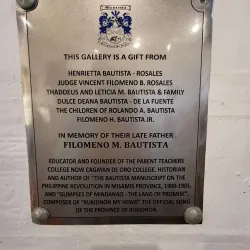 THIS GALLERY IS A GIFT FROM
HENRIETTA BAUTISTA - ROSALES
JUDGE VINCENT FILOMENO B. ROSALES
THADDEUS AND LETICIA M. BAUTISTA & FAMILY
DULCE DEANA BAUTISTA - DE LA FUENTE
THE CHILDREN OF ROLANDO A. BAUTISTA
FILOMENO H. BAUTISTA JR.
IN MEMORY OF THEIR LATE FATHER
FILOMENO M. BAUTISTA
EDUCATOR AND FOUNDER OF THE PARENT TEACHERS
COLLEGE NOW CAGAYAN DE ORO COLLEGE, HISTORIAN
AND AUTHOR OF "THE BAUTISTA MANUSCRIPT ON THE
PHILIPPINE REVOLUTION IN MISAMIS PROVINCE, 1900-1901,
AND "GLIMPSES OF MINDANAO - THE LAND OF PROMISE",
COMPOSER OF "BUKIDNON MY HOME" THE OFFICIAL SONG
OF THE PROVINCE OF BUKIDNON.